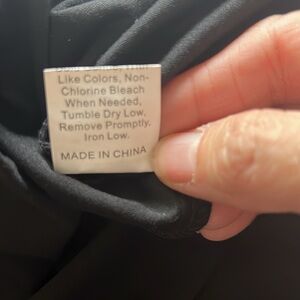 Like Colors, Non-
Chlorine Bleach
When Needed,
Tumble Dry Low.
Remove Promptly.
Iron Low.
MADE IN CHINA